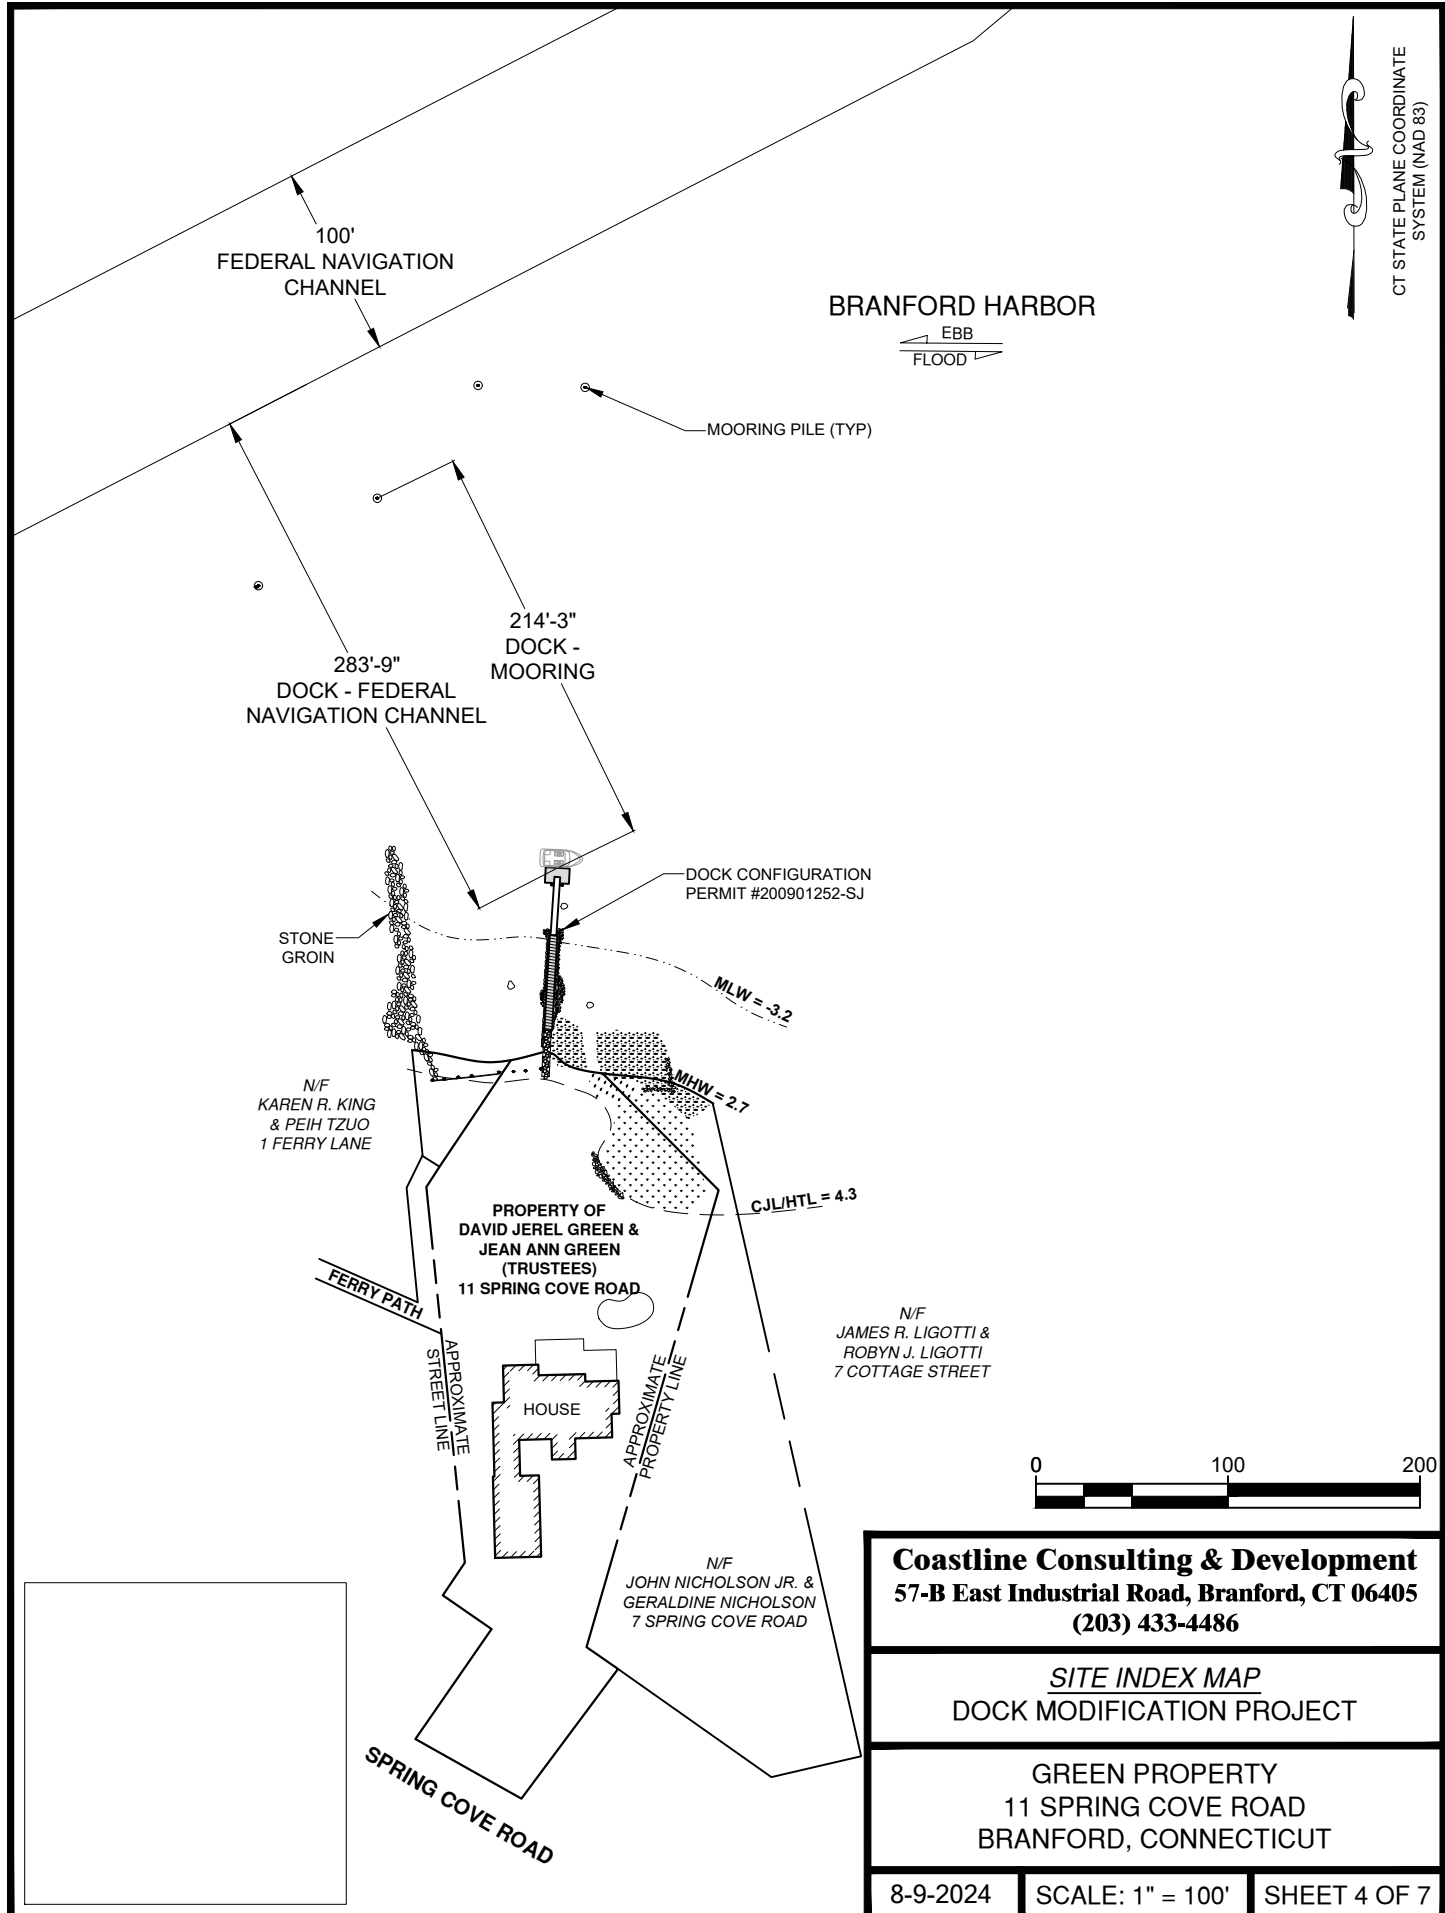 CT STATE PLANE COORDINATE
SYSTEM (NAD 83)
100'
FEDERAL NAVIGATION
CHANNEL
BRANFORD HARBOR
EBB
FLOOD
MOORING PILE (TYP)
214'-3"
DOCK -
MOORING
283'-9"
DOCK - FEDERAL
NAVIGATION CHANNEL
DOCK CONFIGURATION
PERMIT #200901252-SJ
STONE
GROIN
MLW = -3.2
MHW = 2.7
N/F
KAREN R. KING
& PEIH TZUO
1 FERRY LANE
CJL/HTL = 4.3
PROPERTY OF
DAVID JEREL GREEN &
JEAN ANN GREEN
(TRUSTEES)
11 SPRING COVE ROAD
FERRY PATH
APPROXIMATE
STREET LINE
N/F
JAMES R. LIGOTTI &
ROBYN J. LIGOTTI
7 COTTAGE STREET
APPROXIMATE
PROPERTY LINE
HOUSE
0 100 200
N/F
JOHN NICHOLSON JR. &
GERALDINE NICHOLSON
7 SPRING COVE ROAD
SPRING COVE ROAD
Coastline Consulting & Development
57-B East Industrial Road, Branford, CT 06405
(203) 433-4486
SITE INDEX MAP
DOCK MODIFICATION PROJECT
GREEN PROPERTY
11 SPRING COVE ROAD
BRANFORD, CONNECTICUT
8-9-2024
SCALE: 1" = 100'
SHEET 4 OF 7